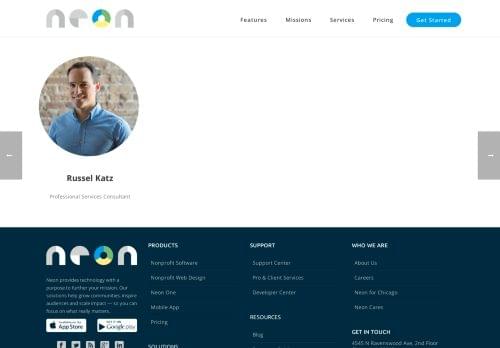 neon
Features Missions Services Pricing Get Started
←
→
Russel Katz
Professional Services Consultant
neon
Neon provides technology with a
purpose to further your mission. Our
solutions help grow communities, inspire
audiences and scale impact — so you
can focus on what really matters.
App Store
Google play
PRODUCTS
Nonprofit Software
Nonprofit Web Design
Neon One
Mobile App
Pricing
SOLUTIONS
SUPPORT
Support Center
Pro & Client Services
Developer Center
RESOURCES
Blog
WHO WE ARE
About Us
Careers
Neon for Chicago
Neon Cares
GET IN TOUCH
4545 N Ravenswood Ave, 2nd Floor